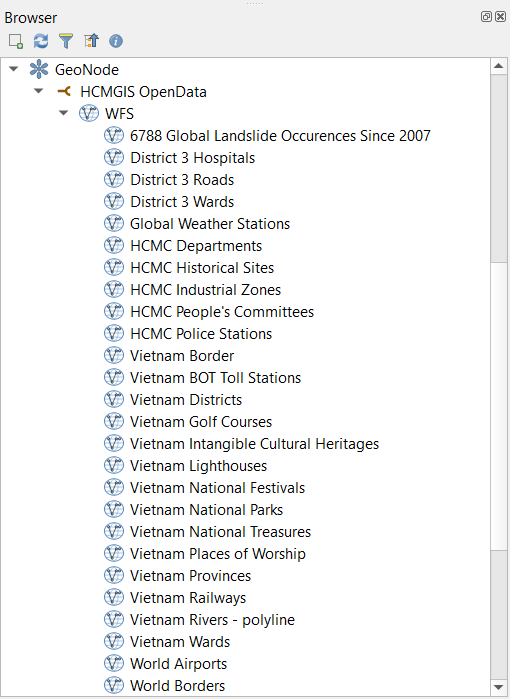 Browser
GeoNode
HCMGIS OpenData
WFS
6788 Global Landslide Occurences Since 2007
District 3 Hospitals
District 3 Roads
District 3 Wards
Global Weather Stations
HCMC Departments
HCMC Historical Sites
HCMC Industrial Zones
HCMC People's Committees
HCMC Police Stations
Vietnam Border
Vietnam BOT Toll Stations
Vietnam Districts
Vietnam Golf Courses
Vietnam Intangible Cultural Heritages
Vietnam Lighthouses
Vietnam National Festivals
Vietnam National Parks
Vietnam National Treasures
Vietnam Places of Worship
Vietnam Provinces
Vietnam Railways
Vietnam Rivers - polyline
Vietnam Wards
World Airports
World Borders